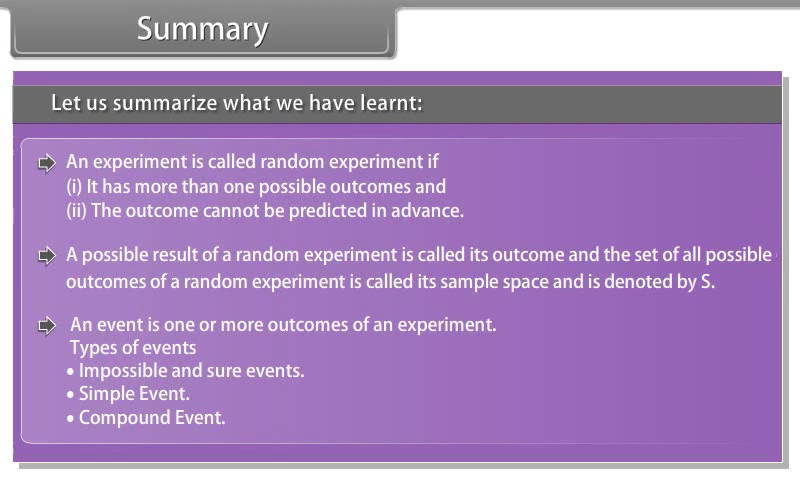 Summary
Let us summarize what we have learnt:
An experiment is called random experiment if
(i) It has more than one possible outcomes and
(ii) The outcome cannot be predicted in advance.
A possible result of a random experiment is called its outcome and the set of all possible
outcomes of a random experiment is called its sample space and is denoted by S.
An event is one or more outcomes of an experiment.
Types of events
• Impossible and sure events.
• Simple Event.
• Compound Event.